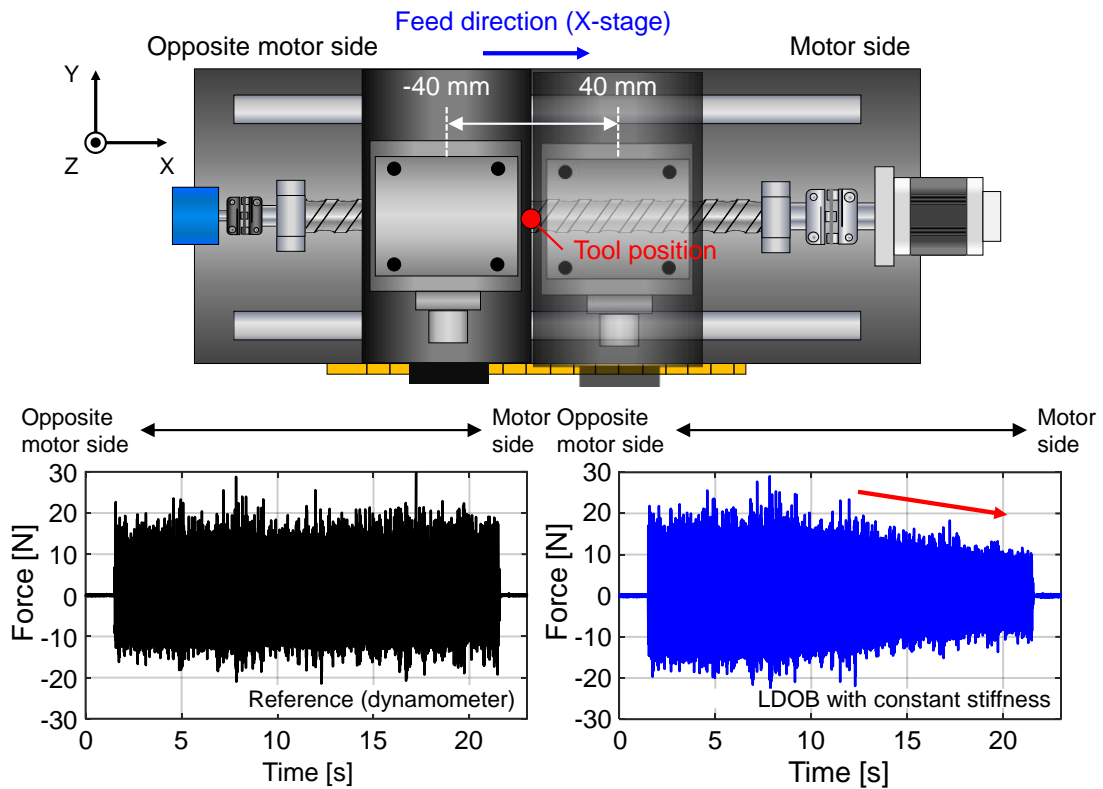 Feed direction (X-stage)
Opposite motor side
Motor side
Y
Z
X
-40 mm
40 mm
Tool position
Opposite
motor side
Motor
side
Opposite
motor side
Motor
side
30
20
10
0
-10
-20
-30
Force [N]
Reference (dynamometer)
0
5
10
15
20
Time [s]
30
20
10
0
-10
-20
-30
Force [N]
LDOB with constant stiffness
0
5
10
15
20
Time [s]